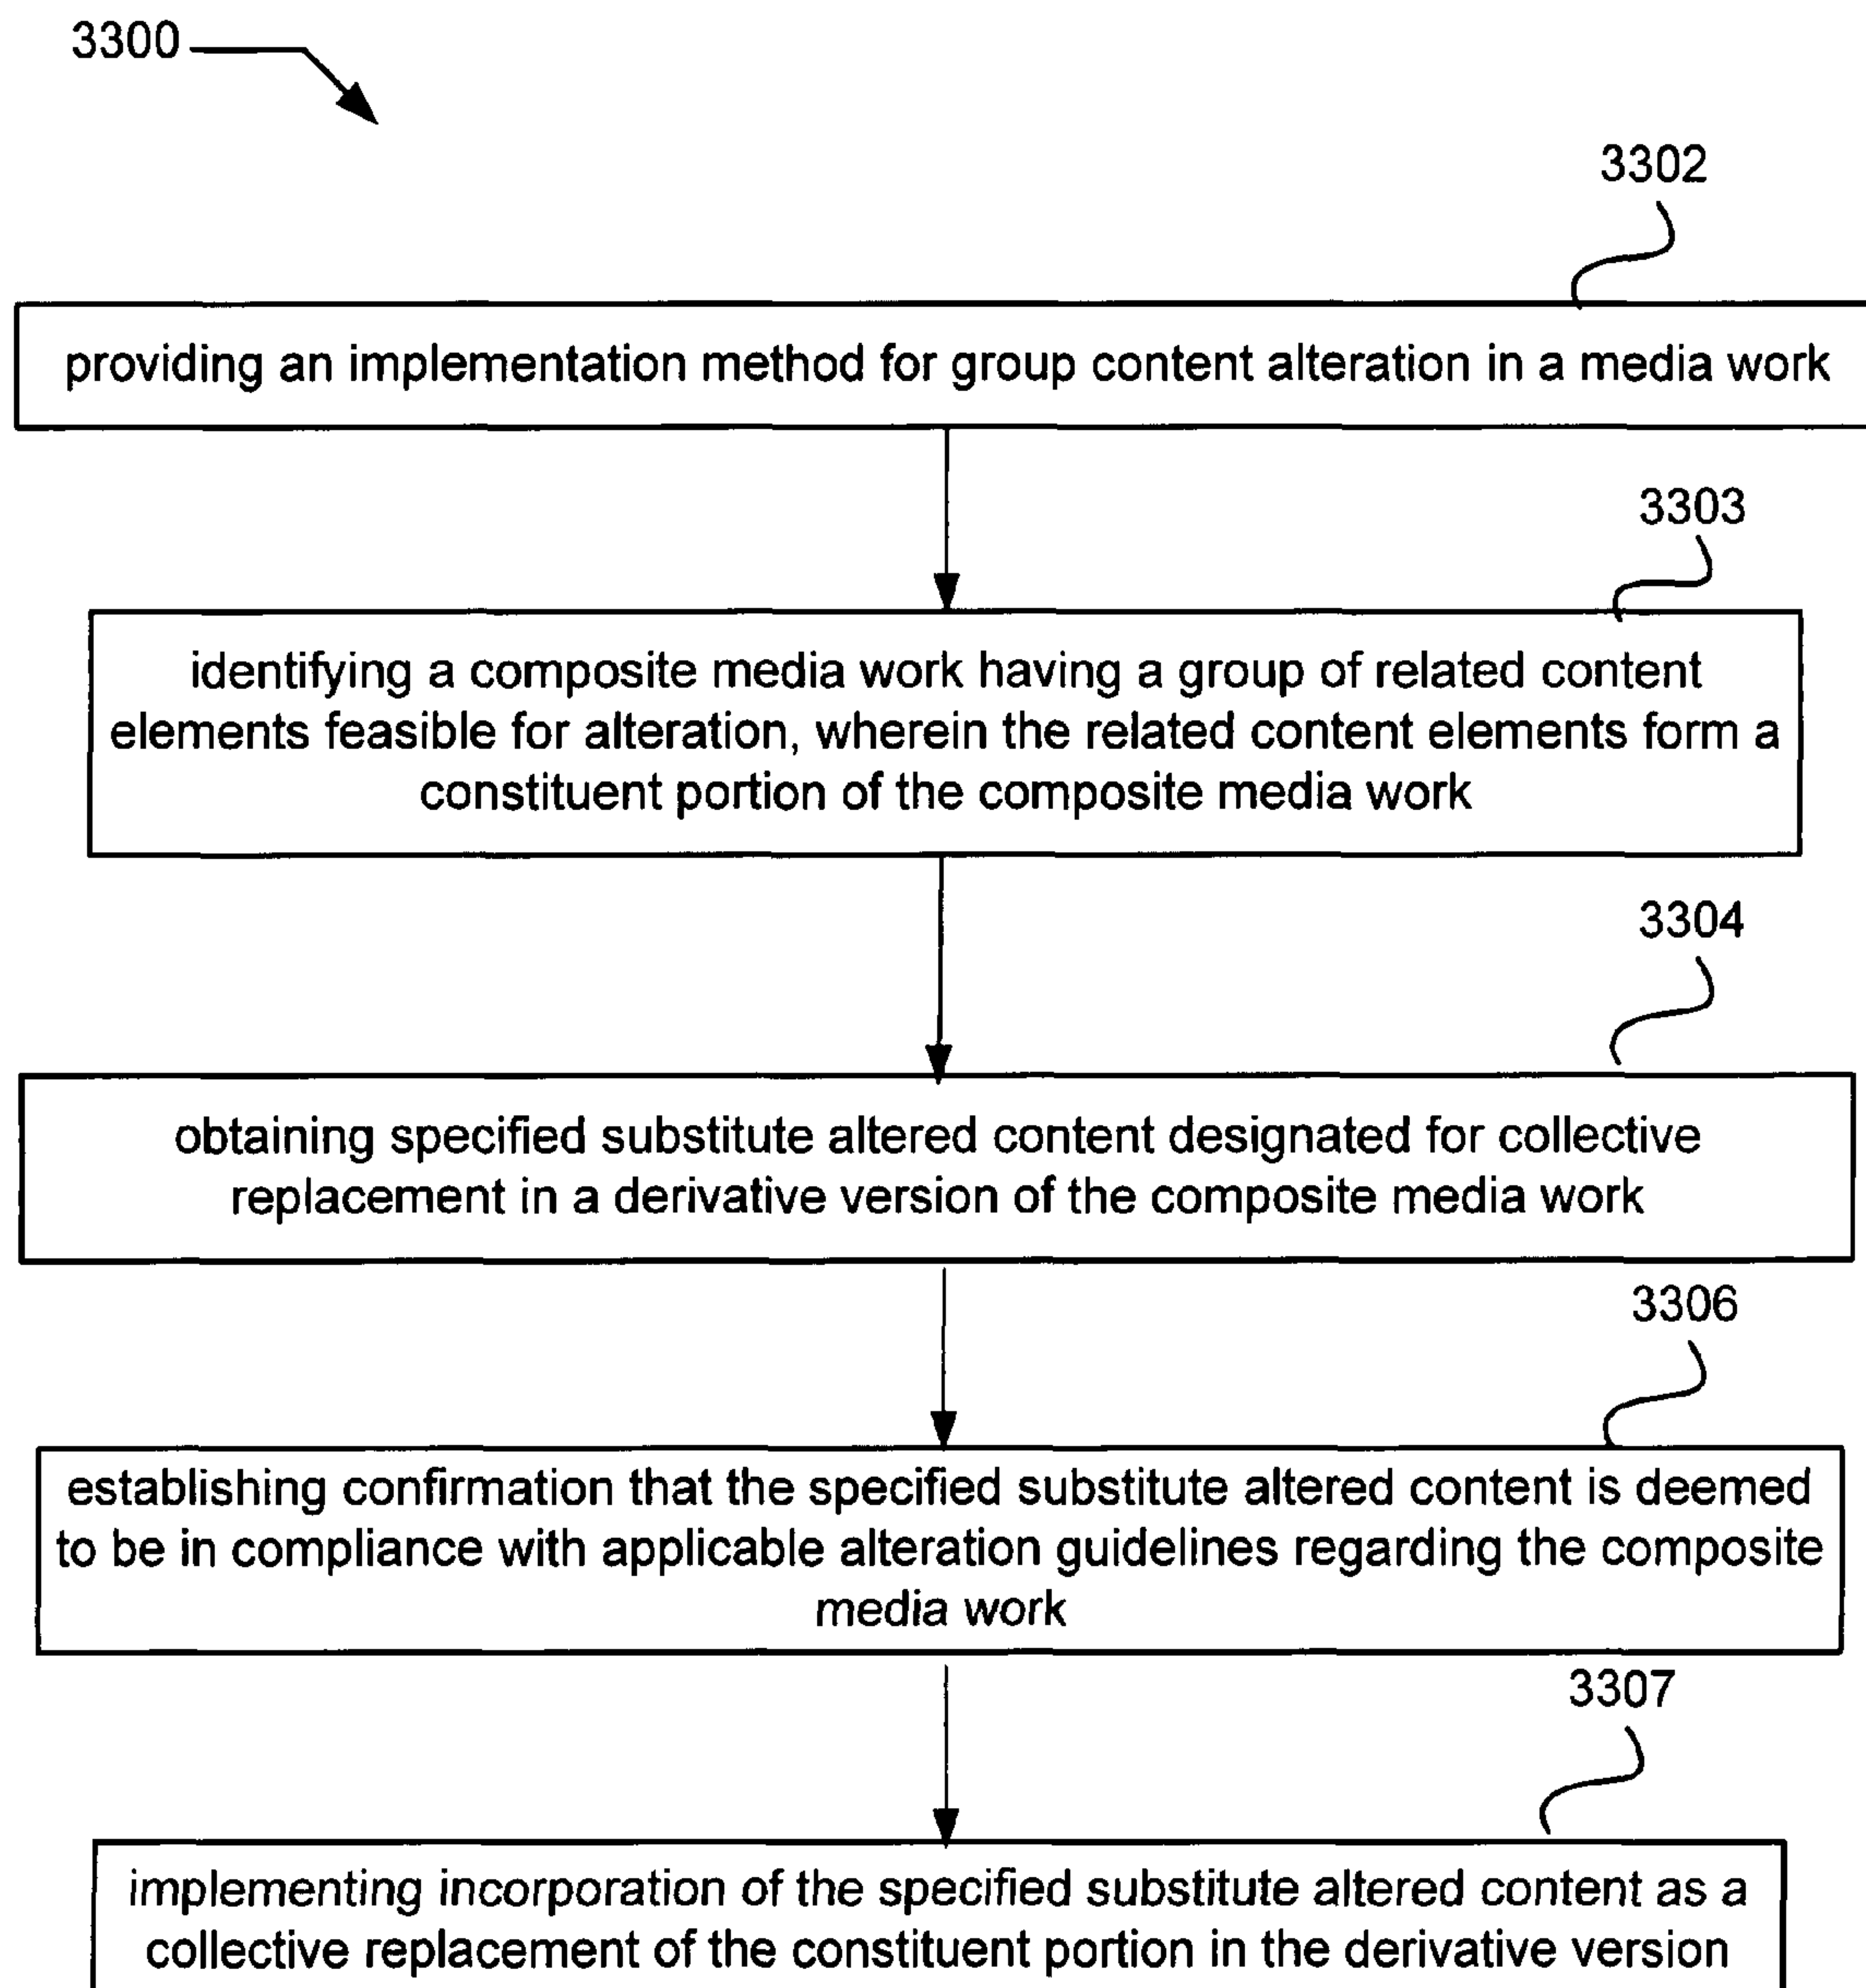 3300
3302
providing an implementation method for group content alteration in a media work
3303
identifying a composite media work having a group of related content
elements feasible for alteration, wherein the related content elements form a
constituent portion of the composite media work
3304
obtaining specified substitute altered content designated for collective
replacement in a derivative version of the composite media work
3306
establishing confirmation that the specified substitute altered content is deemed
to be in compliance with applicable alteration guidelines regarding the composite
media work
3307
implementing incorporation of the specified substitute altered content as a
collective replacement of the constituent portion in the derivative version